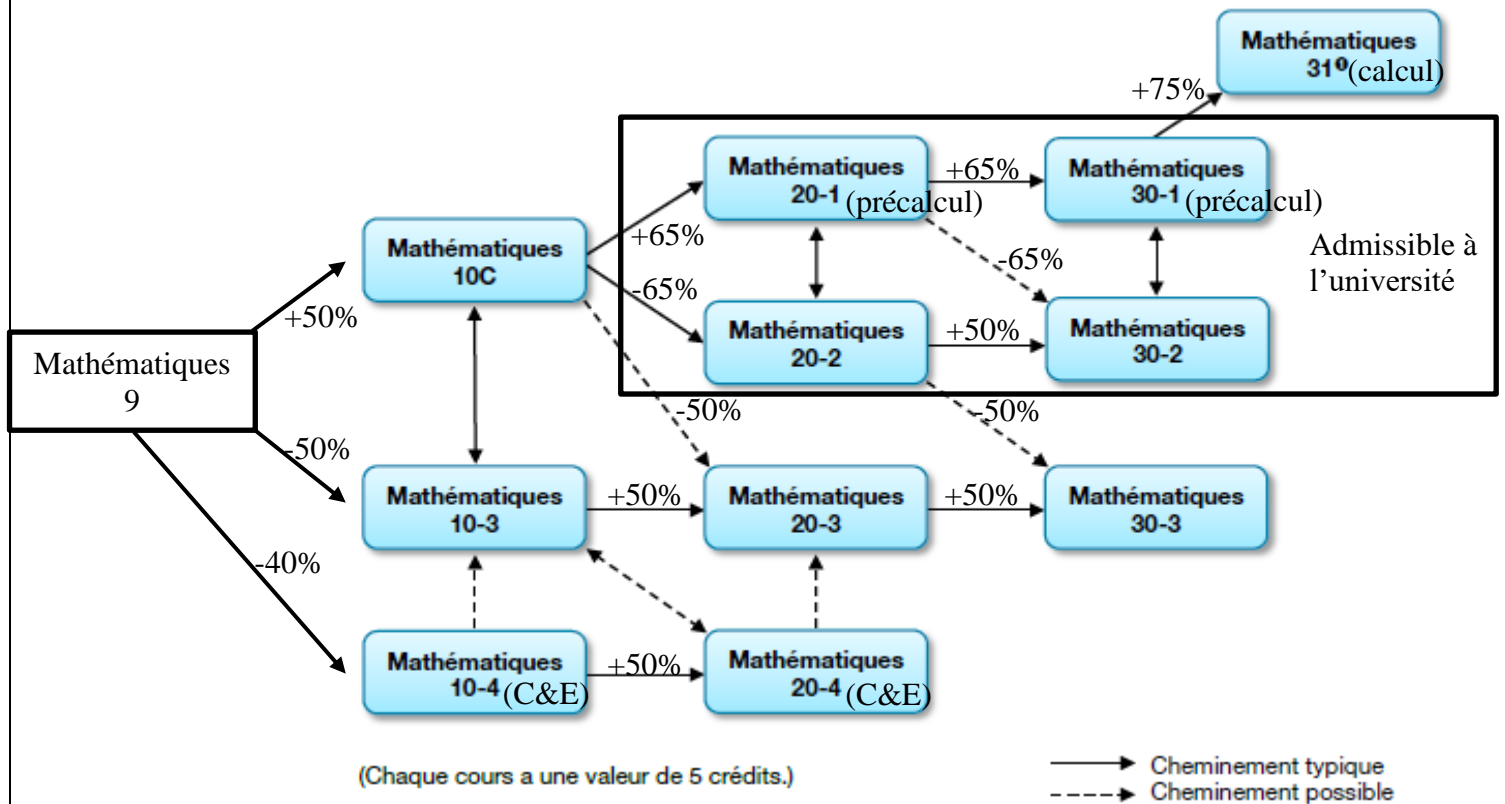 Mathématiques
31❶(calcul)
+75%
Mathématiques
20-1 (précalcul)
+65%
Mathématiques
30-1 (précalcul)
+65%
-65%
Admissible à
l’université
Mathématiques
10C
-65%
+50%
Mathématiques
20-2
+50%
Mathématiques
30-2
Mathématiques
9
-50%
-50%
-50%
Mathématiques
10-3
+50%
Mathématiques
20-3
+50%
Mathématiques
30-3
-40%
Mathématiques
10-4 (C&E)
+50%
Mathématiques
20-4 (C&E)
(Chaque cours a une valeur de 5 crédits.)
Cheminement typique
Cheminement possible